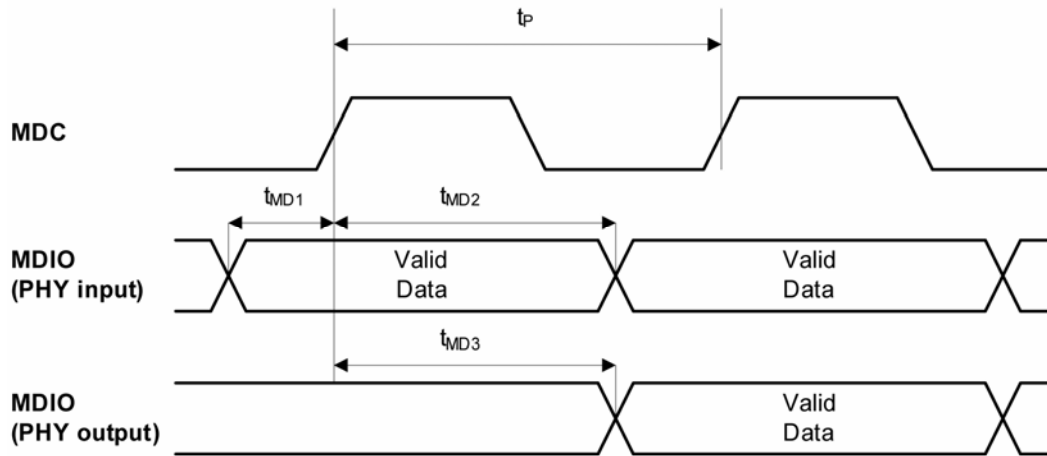 tP
MDC
tMD1
tMD2
MDIO
(PHY input)
Valid
Data
Valid
Data
tMD3
MDIO
(PHY output)
Valid
Data